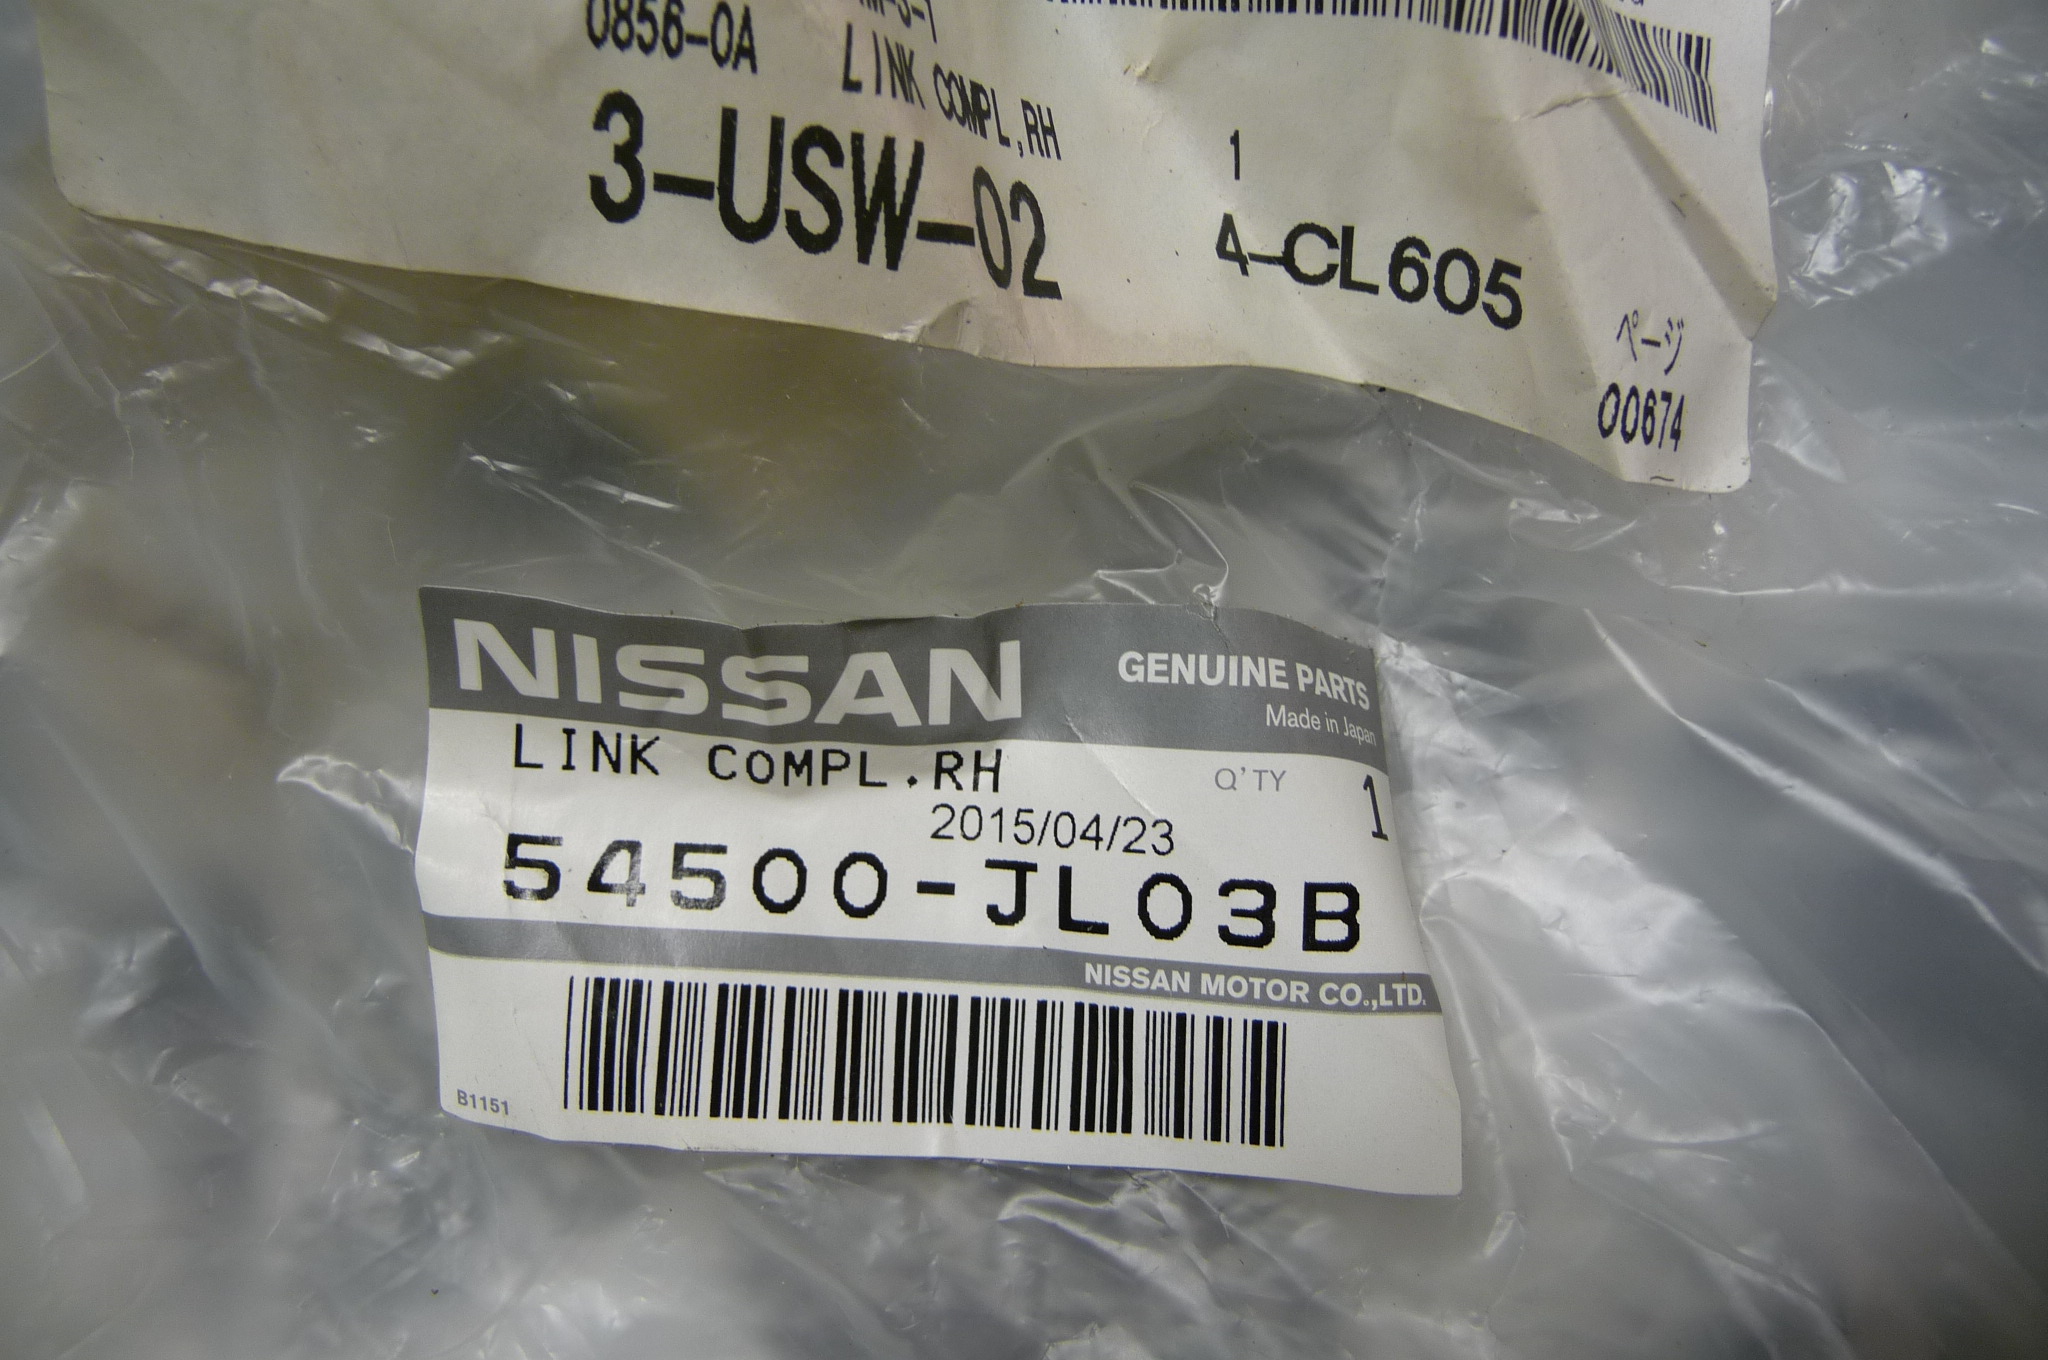 0856-0A
LINK COMPL,RH
3-USW-02
1
4-CL605
ページ
00674
NISSAN
GENUINE PARTS
Made in Japan
LINK COMPL.RH
Q'TY 1
2015/04/23
54500-JL03B
NISSAN MOTOR CO.,LTD.
B1151